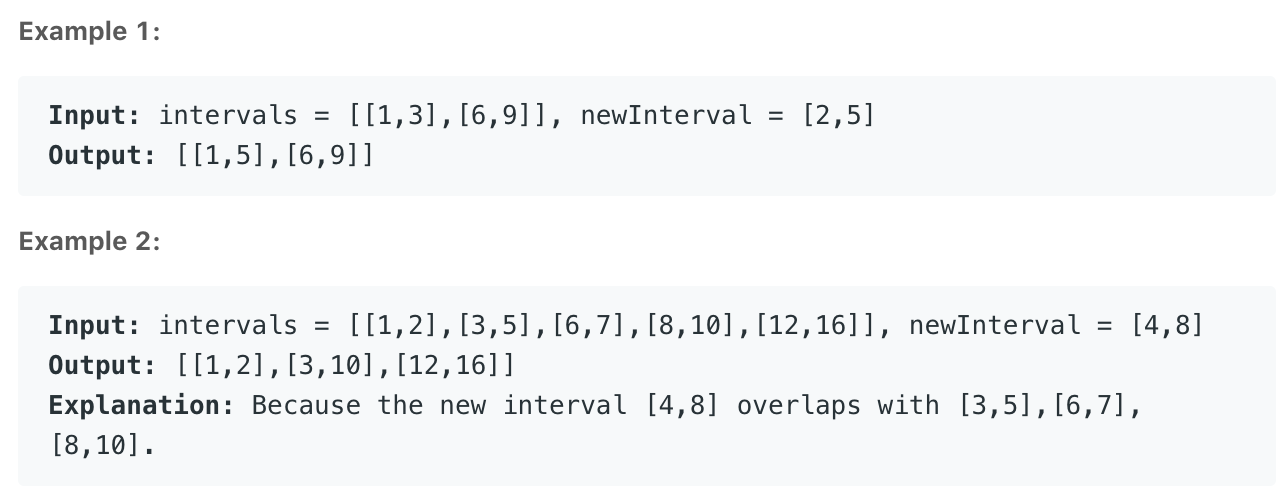 Example 1:
Input: intervals = [[1,3],[6,9]], newInterval = [2,5]
Output: [[1,5],[6,9]]
Example 2:
Input: intervals = [[1,2],[3,5],[6,7],[8,10],[12,16]], newInterval = [4,8]
Output: [[1,2],[3,10],[12,16]]
Explanation: Because the new interval [4,8] overlaps with [3,5],[6,7],
[8,10].